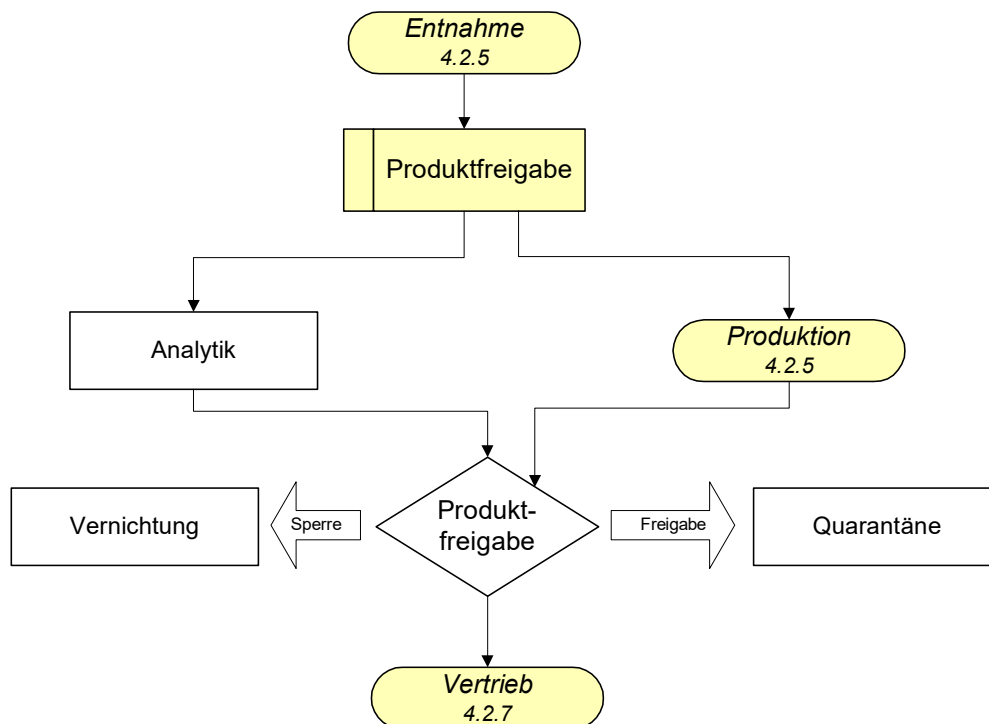 Entnahme
4.2.5
Produktfreigabe
Analytik
Produktion
4.2.5
Vernichtung
Sperre
Produkt-
freigabe
Freigabe
Quarantäne
Vertrieb
4.2.7